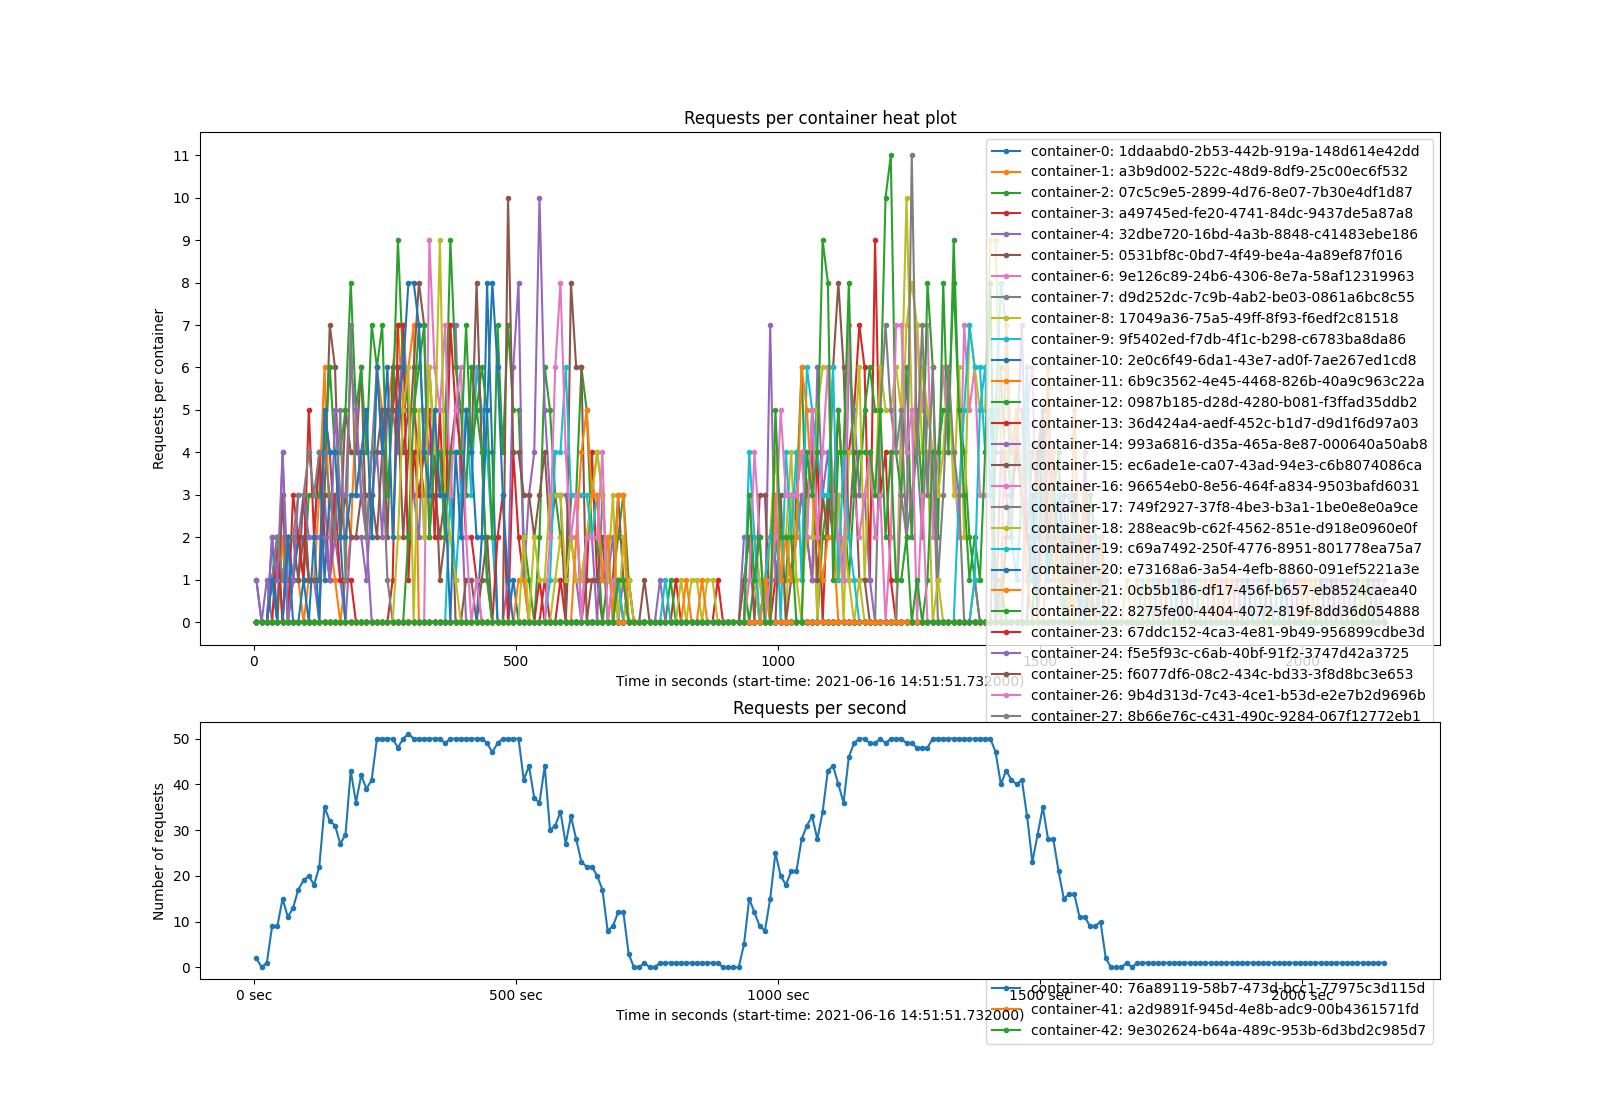 Requests per container heat plot
11
10
9
8
7
6
5
4
3
2
1
0
Requests per container
container-0: 1ddaabd0-2b53-442b-919a-148d614e42dd
container-1: a3b9d002-522c-48d9-8df9-25c00ec6f532
container-2: 07c5c9e5-2899-4d76-8e07-7b30e4df1d87
container-3: a49745ed-fe20-4741-84dc-9437de5a87a8
container-4: 32dbe720-16bd-4a3b-8848-c41483ebe186
container-5: 0531bf8c-0bd7-4f49-be4a-4a89ef87f016
container-6: 9e126c89-24b6-4306-8e7a-58af12319963
container-7: d9d252dc-7c9b-4ab2-be03-0861a6bc8c55
container-8: 17049a36-75a5-49ff-8f93-f6edf2c81518
container-9: 9f5402ed-f7db-4f1c-b298-c6783ba8da86
container-10: 2e0c6f49-6da1-43e7-ad0f-7ae267ed1cd8
container-11: 6b9c3562-4e45-4468-826b-40a9c963c22a
container-12: 0987b185-d28d-4280-b081-f3ffad35ddb2
container-13: 36d424a4-aedf-452c-b1d7-d9d1f6d97a03
container-14: 993a6816-d35a-465a-8e87-000640a50ab8
container-15: ec6ade1e-ca07-43ad-94e3-c6b8074086ca
container-16: 96654eb0-8e56-464f-a834-9503bafd6031
container-17: 749f2927-37f8-4be3-b3a1-1be0e8e0a9ce
container-18: 288eac9b-c62f-4562-851e-d918e0960e0f
container-19: c69a7492-250f-4776-8951-801778ea75a7
container-20: e73168a6-3a54-4efb-8860-091ef5221a3e
container-21: 0cb5b186-df17-456f-b657-eb8524caea40
container-22: 8275fe00-4404-4072-819f-8dd36d054888
container-23: 67ddc152-4ca3-4e81-9b49-956899cdbe3d
container-24: f5e5f93c-c6ab-40bf-91f2-3747d42a3725
container-25: f6077df6-08c2-434c-bd33-3f8d8bc3e653
container-26: 9b4d313d-7c43-4ce1-b53d-e2e7b2d9696b
container-27: 8b66e76c-c431-490c-9284-067f12772eb1
0 500 1000 1500 2000
Time in seconds (start-time: 2021-06-16 14:51:51.732000)
Requests per second
50
40
30
20
10
0
Number of requests
0 sec 500 sec 1000 sec 1500 sec 2000 sec
Time in seconds (start-time: 2021-06-16 14:51:51.732000)
container-40: 76a89119-58b7-473d-bcc1-77975c3d115d
container-41: a2d9891f-945d-4e8b-adc9-00b4361571fd
container-42: 9e302624-b64a-489c-953b-6d3bd2c985d7